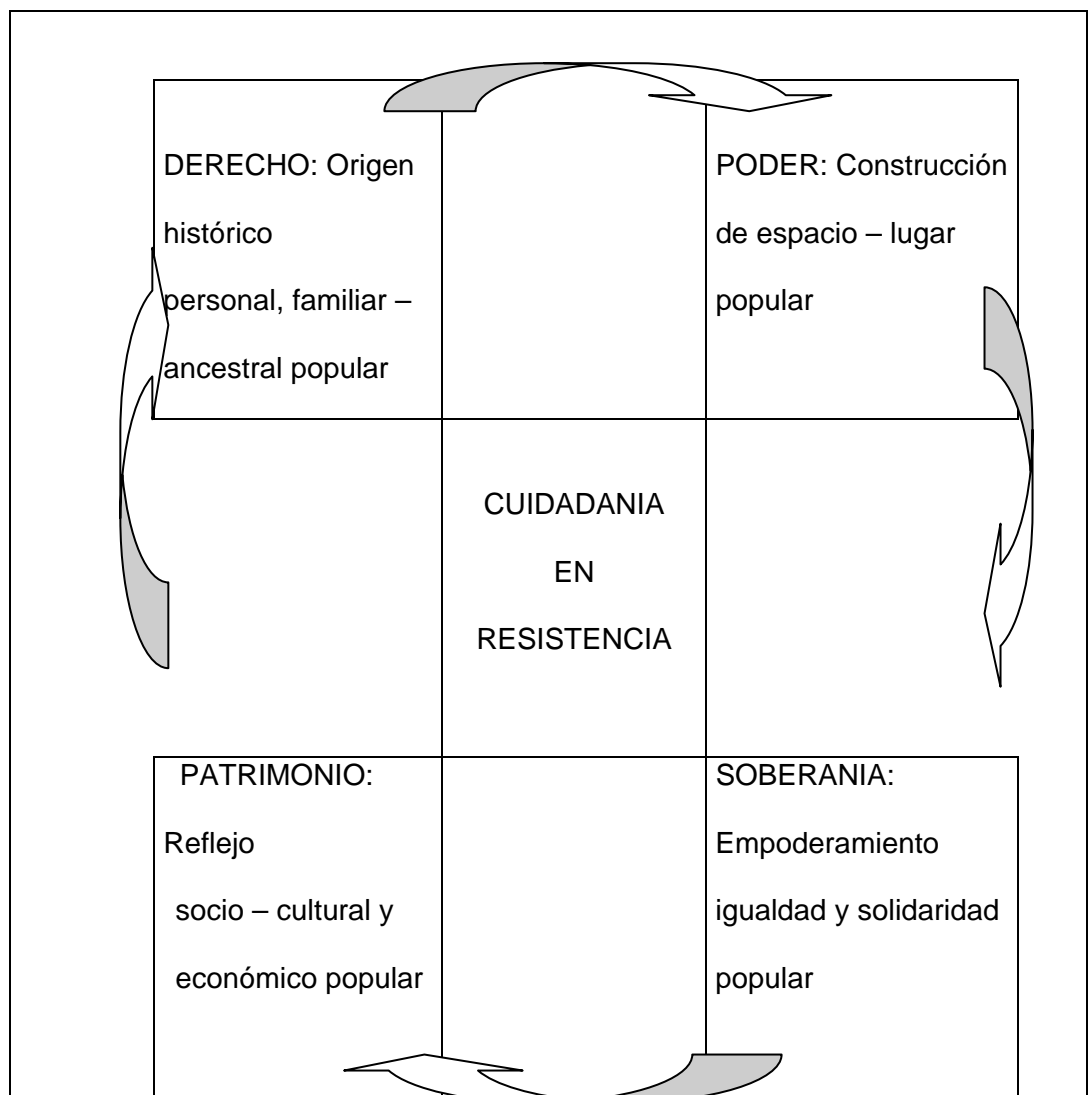 DERECHO: Origen
histórico
personal, familiar –
ancestral popular
PODER: Construcción
de espacio – lugar
popular
CUIDADANIA
EN
RESISTENCIA
PATRIMONIO:
Reflejo
socio – cultural y
económico popular
SOBERANIA:
Empoderamiento
igualdad y solidaridad
popular